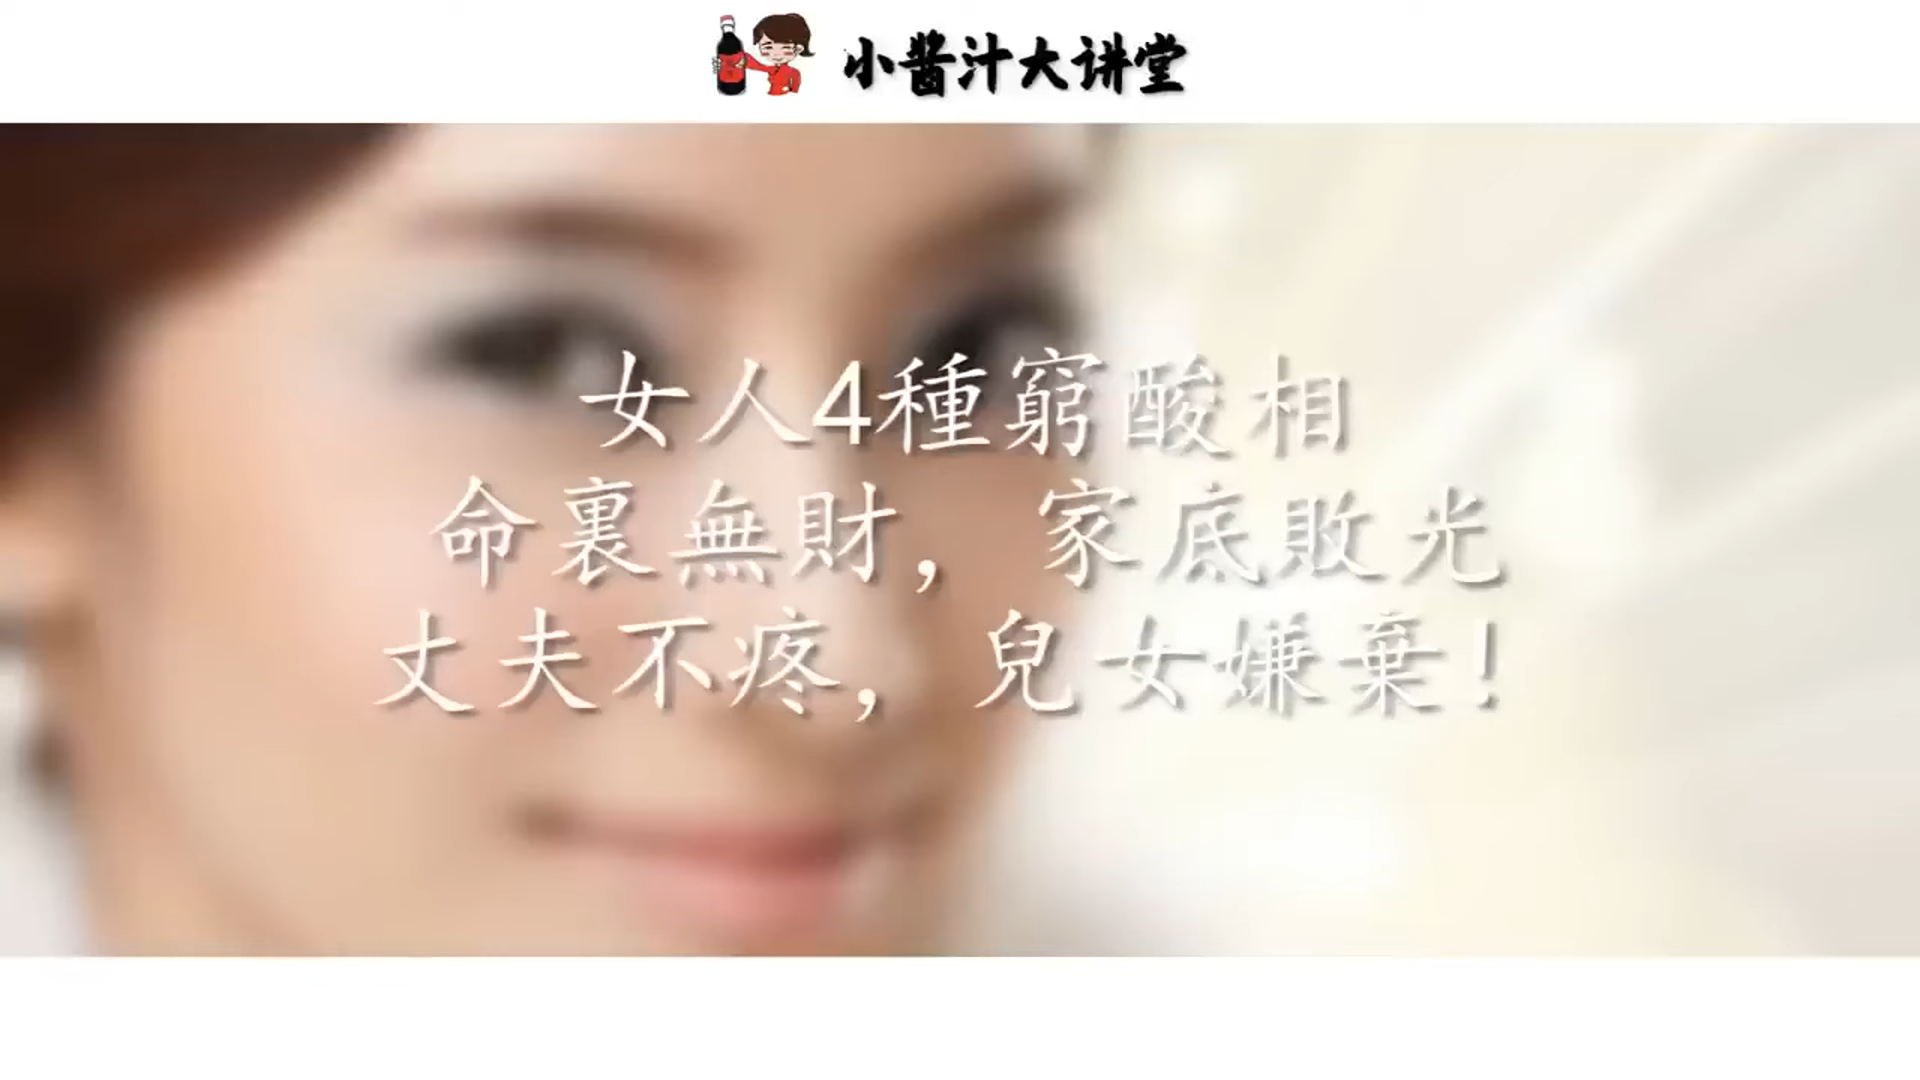 小酱汁大讲堂
女人4種窮酸相
命裏無財，家底敗光
丈夫不疼，兒女嫌棄！